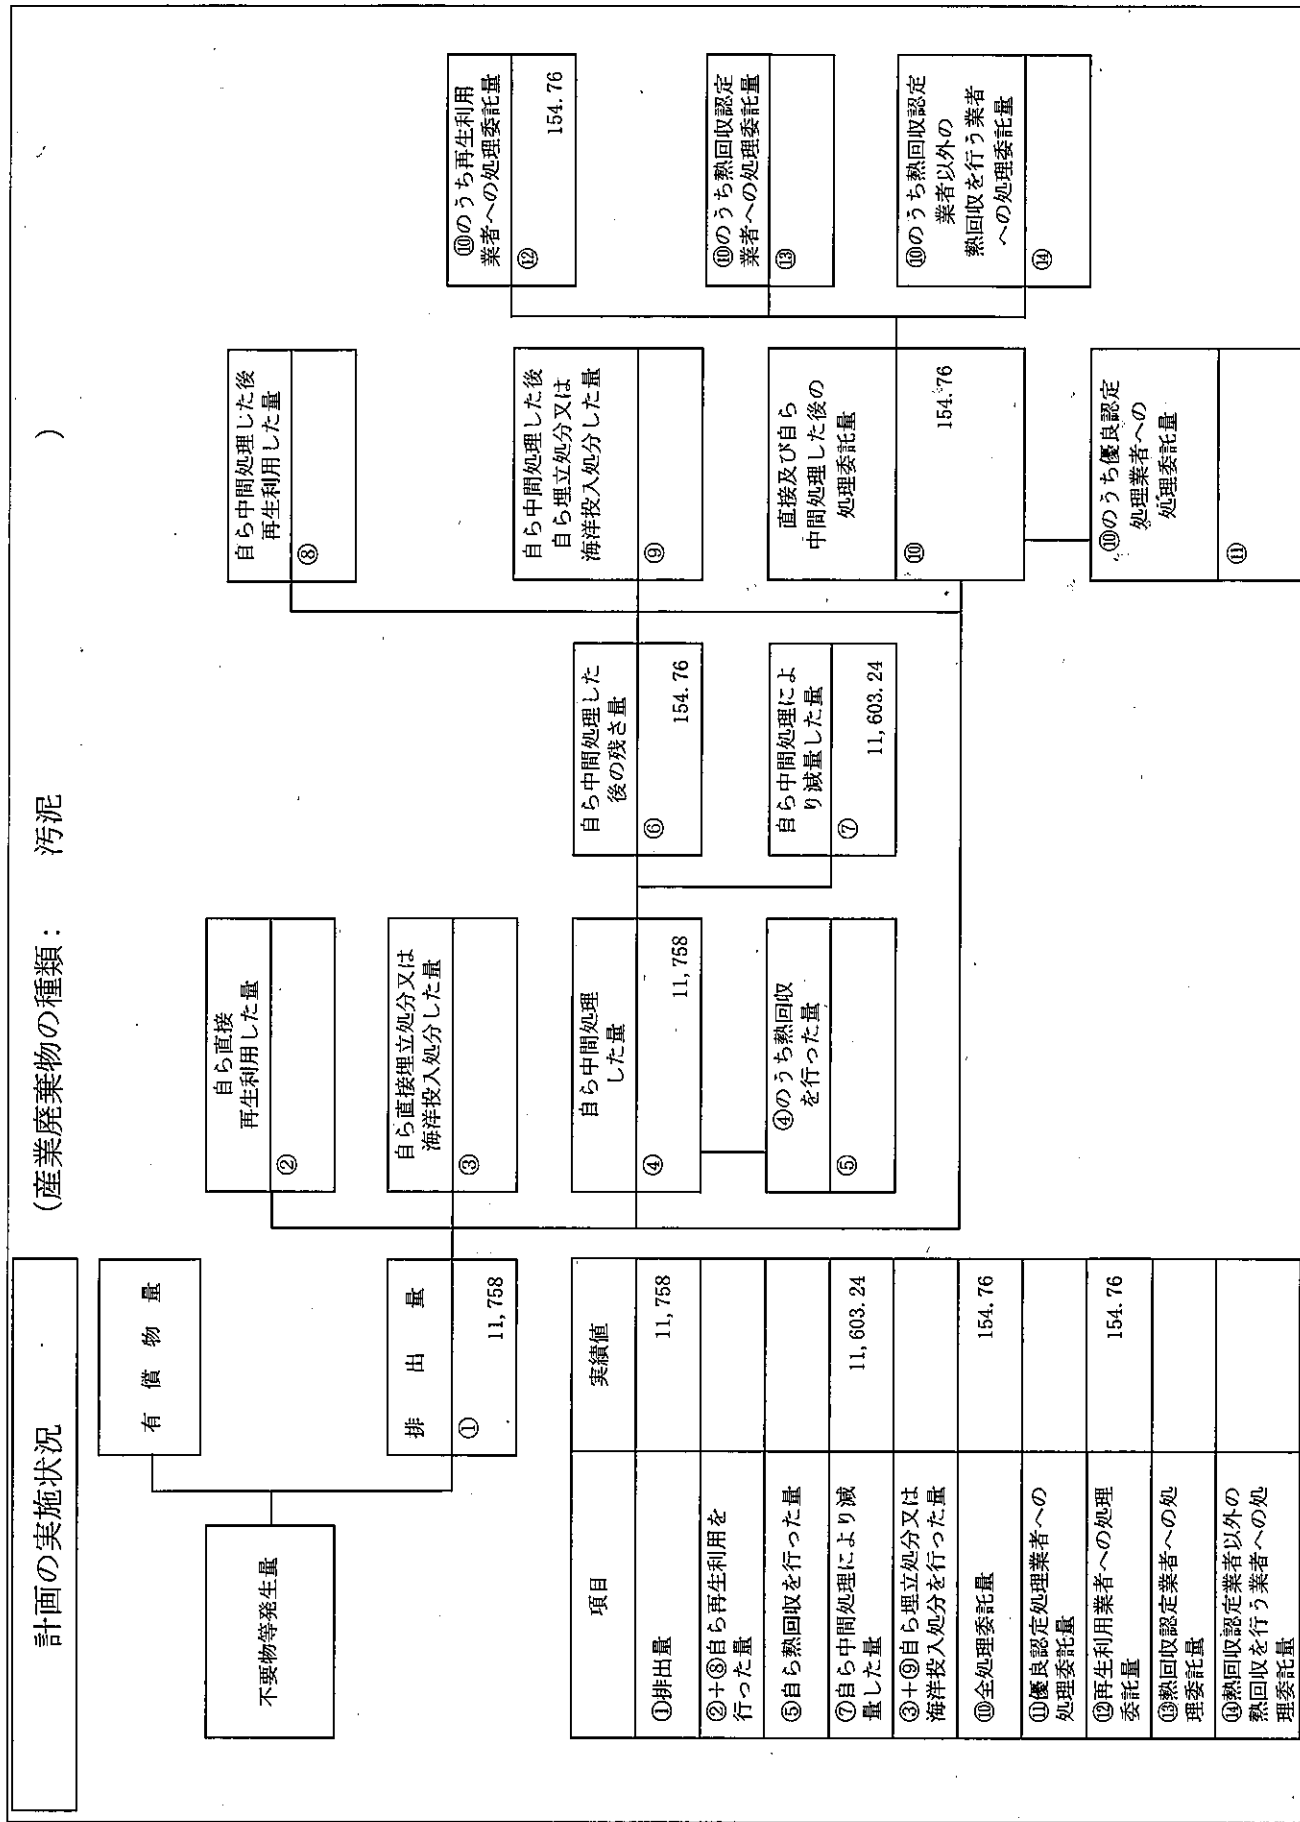 計画の実施状況
(産業廃棄物の種類： 汚泥 )
不要物等発生量
有償物量
排出量
① 11,758
自ら直接
再生利用した量
②
自ら直接埋立処分又は
海洋投入処分した量
③
自ら中間処理
した量
④ 11,758
④のうち熱回収
を行った量
⑤
自ら中間処理した
後の残さ量
⑥ 154.76
自ら中間処理によ
り減量した量
⑦ 11,603.24
自ら中間処理した後
再生利用した量
⑧
自ら中間処理した後
自ら埋立処分又は
海洋投入処分した量
⑨
直接及び自ら
中間処理した後の
処理委託量
⑩ 154.76
⑩のうち優良認定
処理業者への
処理委託量
⑪
⑩のうち再生利用
業者への処理委託量
⑫ 154.76
⑩のうち熱回収認定
業者への処理委託量
⑬
⑩のうち熱回収認定
業者以外の
熱回収を行う業者
への処理委託量
⑭
項目 実績値
①排出量 11,758
②+⑧自ら再生利用を
行った量
⑤自ら熱回収を行った量
⑦自ら中間処理により減
量した量 11,603.24
③+⑨自ら埋立処分又は
海洋投入処分を行った量
⑩全処理委託量 154.76
⑪優良認定処理業者への
処理委託量
⑫再生利用業者への処理
委託量 154.76
⑬熱回収認定業者への処
理委託量
⑭熱回収認定業者以外の
熱回収を行う業者への処
理委託量